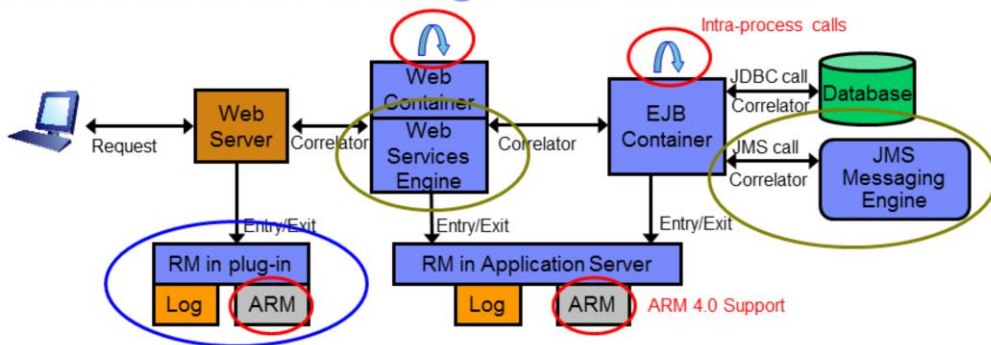 Intra-process calls
Web
Container
Web
Services
Engine
Web
Server
EJB
Container
JDBC call
Correlator
Database
Request
Correlator
Correlator
JMS call
Correlator
JMS
Messaging
Engine
Entry/Exit
Entry/Exit
Entry/Exit
RM in plug-in
Log
ARM
RM in Application Server
Log
ARM
ARM 4.0 Support